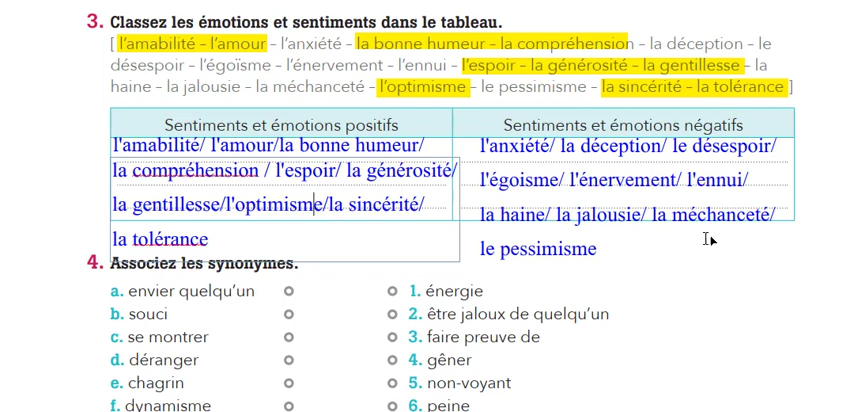 3. Classez les émotions et sentiments dans le tableau.
[ l'amabilité – l'amour – l'anxiété – la bonne humeur – la compréhension – la déception – le
désespoir – l'égoïsme – l'énervement – l'ennui – l'espoir – la générosité – la gentillesse – la
haine – la jalousie – la méchanceté – l'optimisme – le pessimisme – la sincérité – la tolérance ]
Sentiments et émotions positifs
l'amabilité/ l'amour/la bonne humeur/
la compréhension / l'espoir/ la générosité/
la gentillesse/l'optimisme/la sincérité/
la tolérance
Sentiments et émotions négatifs
l'anxiété/ la déception/ le désespoir/
l'égoisme/ l'énervement/ l'ennui/
la haine/ la jalousie/ la méchanceté/
le pessimisme
4. Associez les synonymes.
a. envier quelqu'un
b. souci
c. se montrer
d. déranger
e. chagrin
f. dynamisme
1. énergie
2. être jaloux de quelqu'un
3. faire preuve de
4. gêner
5. non-voyant
6. peine